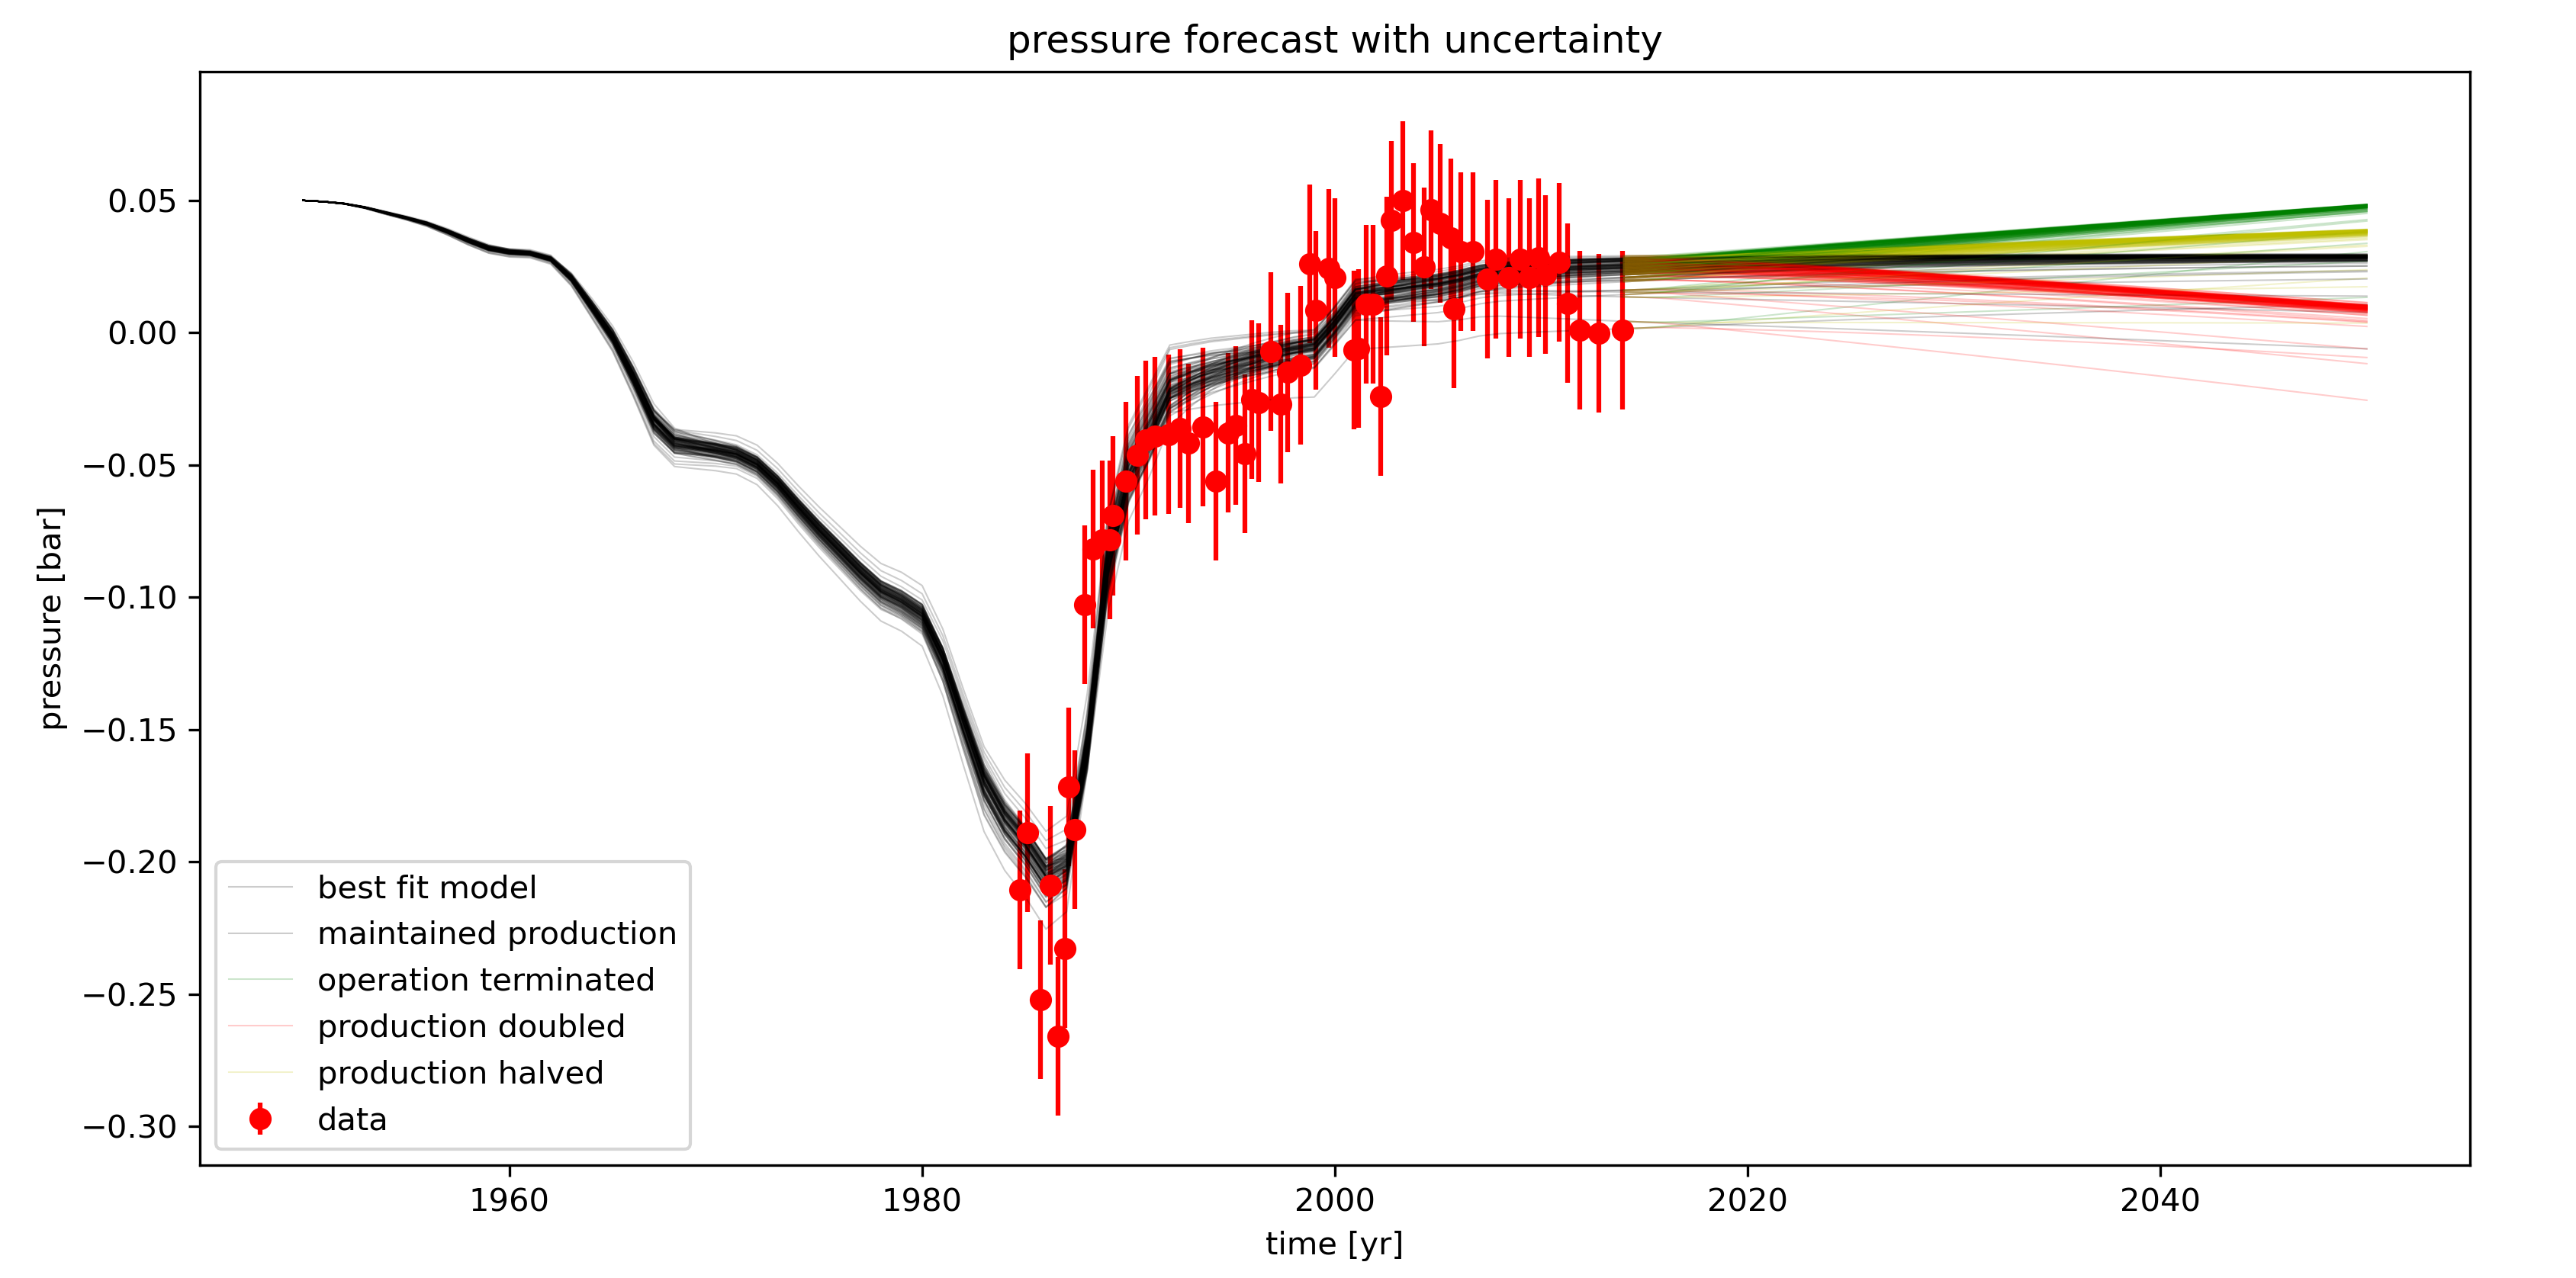 pressure forecast with uncertainty
pressure [bar]
0.05
0.00
−0.05
−0.10
−0.15
−0.20
−0.25
−0.30
best fit model
maintained production
operation terminated
production doubled
production halved
data
1960 1980 2000 2020 2040
time [yr]